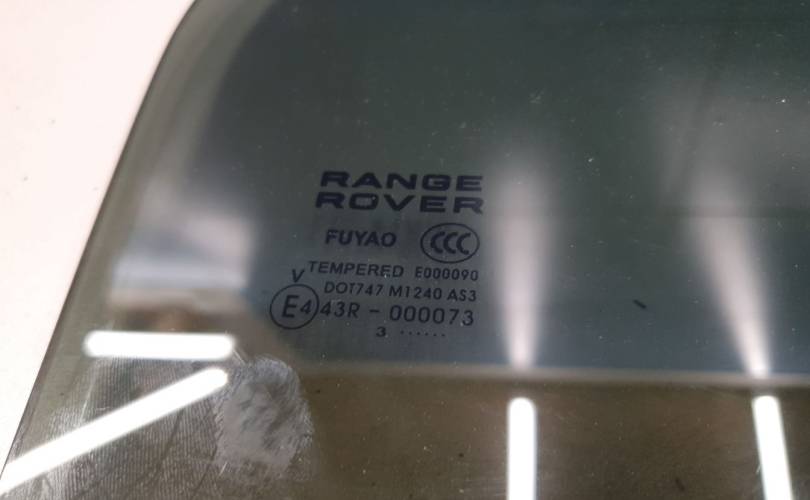 RANGE
ROVER
FUYAO CCC
TEMPERED E000090
V
DOT747 M1240 AS3
E4 43R - 000073
3 ······